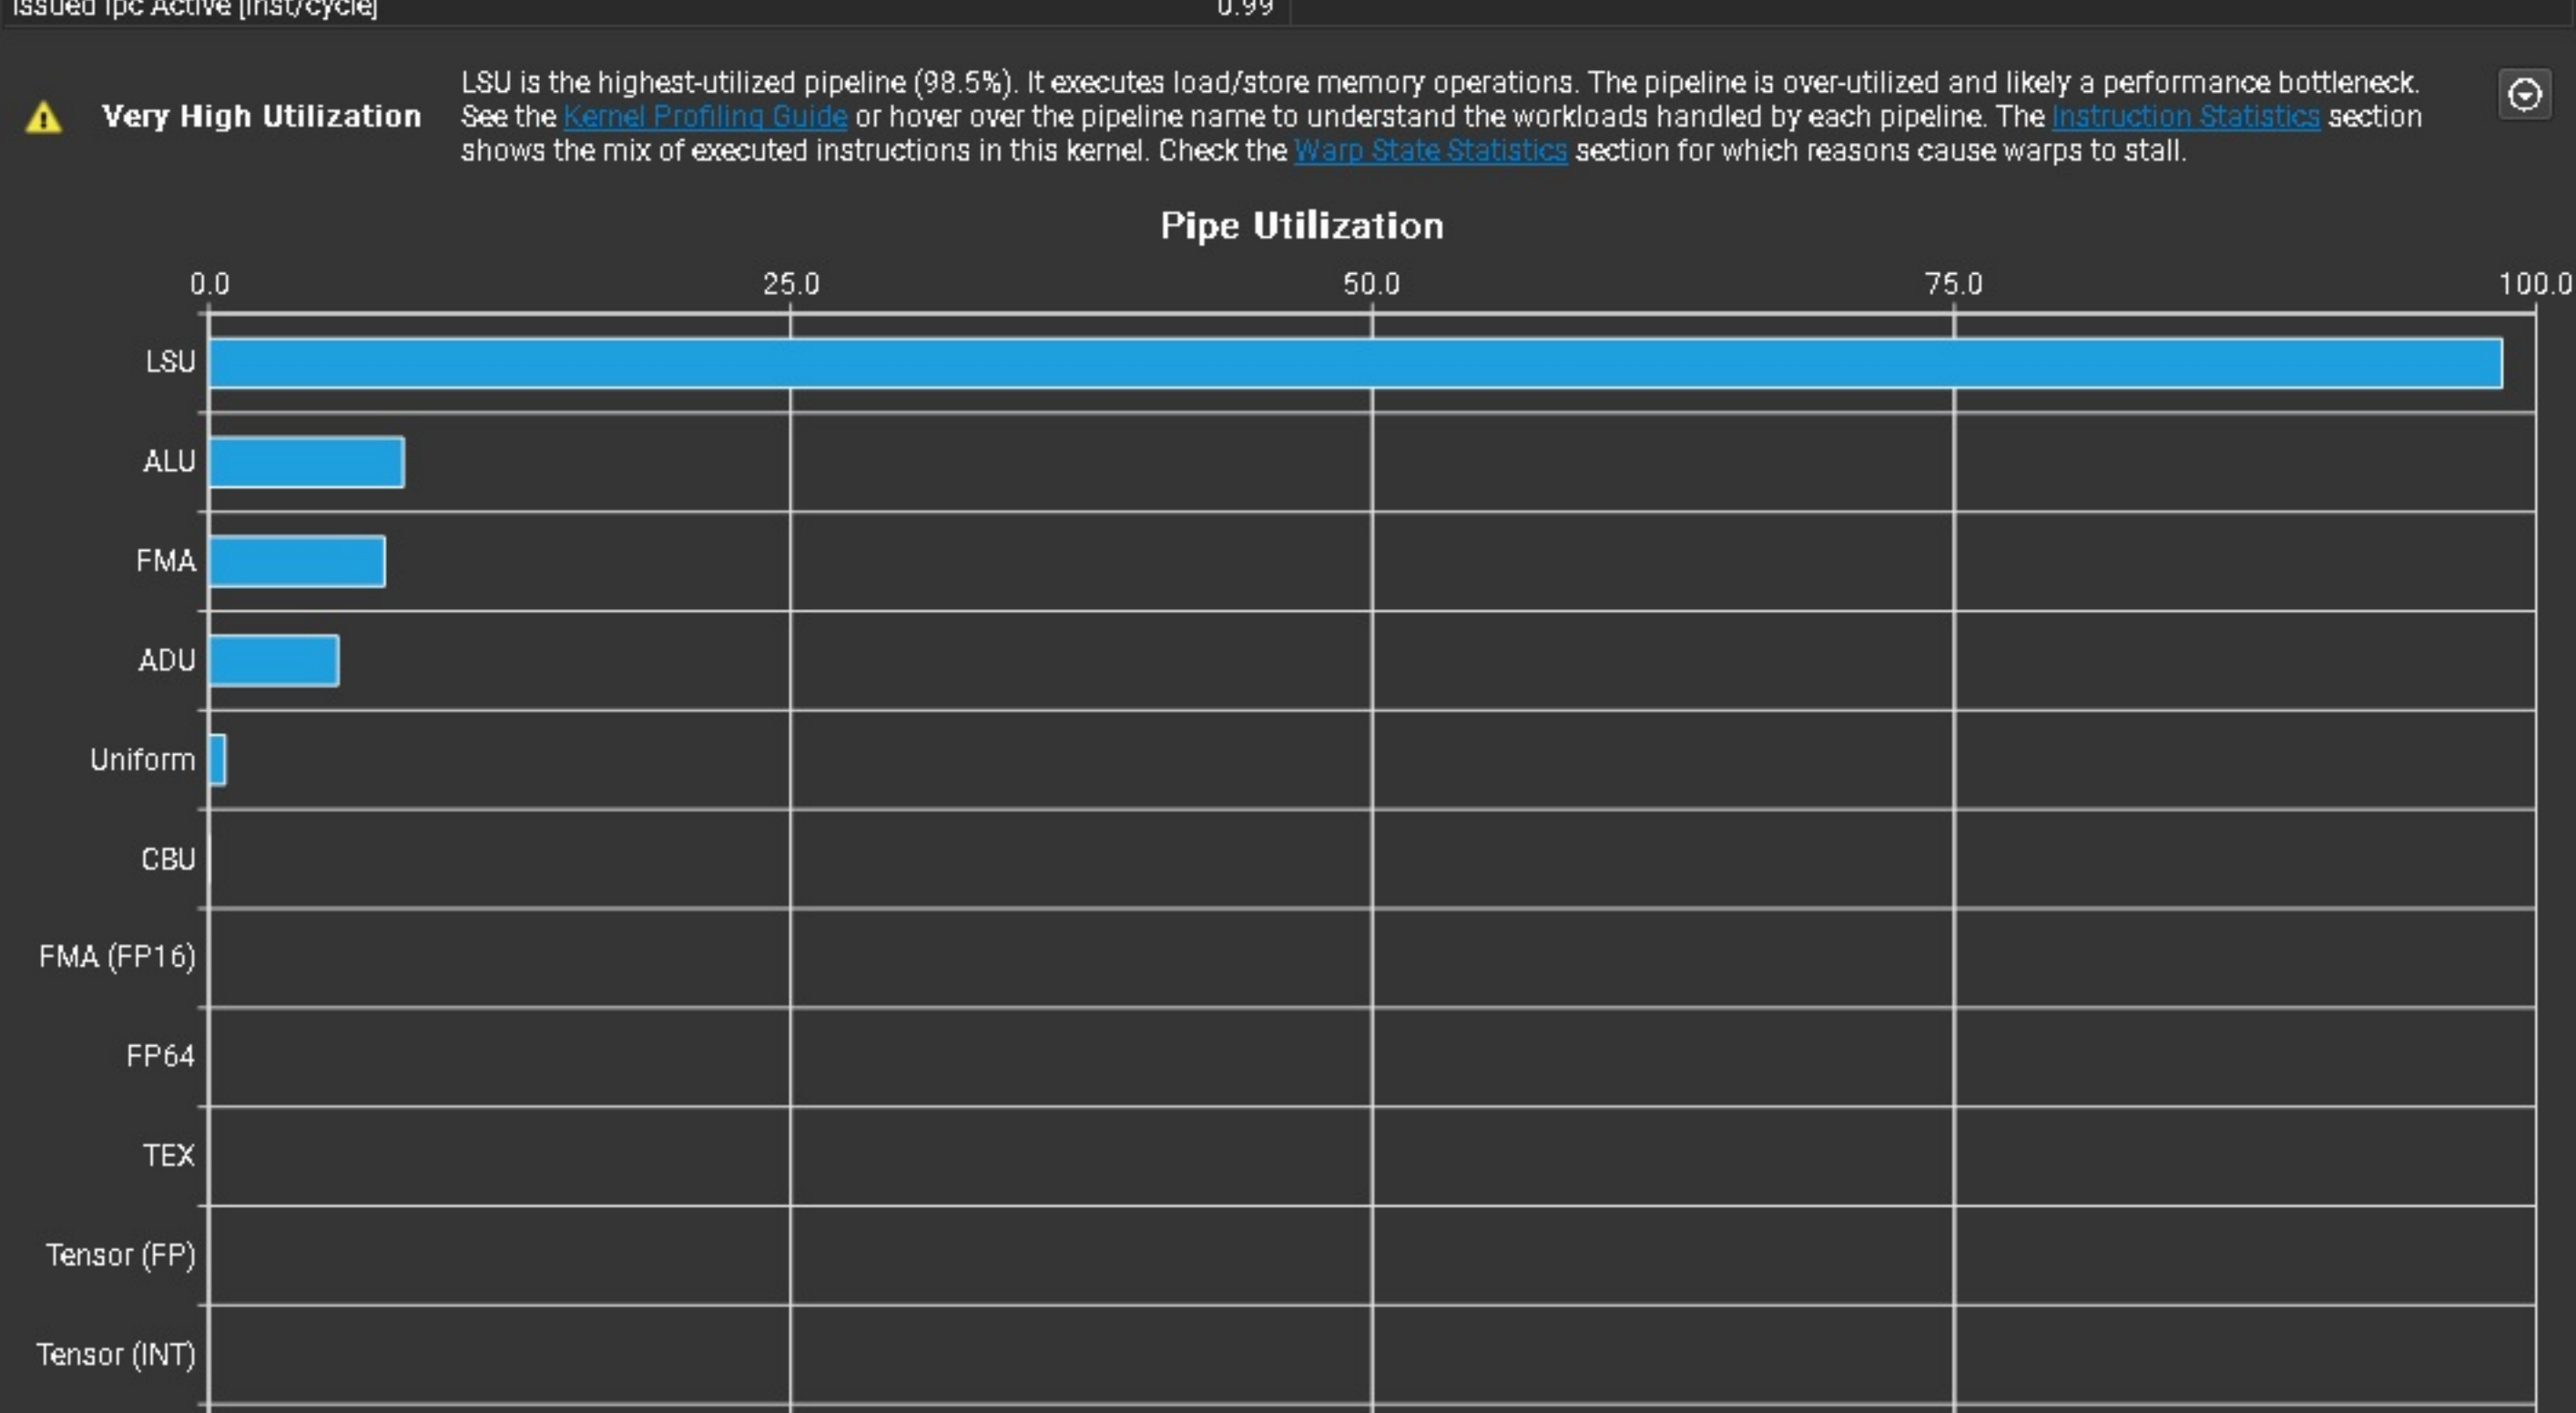 Issued Ipc Active [inst/cycle] 0.99
Very High Utilization
LSU is the highest-utilized pipeline (98.5%). It executes load/store memory operations. The pipeline is over-utilized and likely a performance bottleneck.
See the Kernel Profiling Guide or hover over the pipeline name to understand the workloads handled by each pipeline. The Instruction Statistics section
shows the mix of executed instructions in this kernel. Check the Warp State Statistics section for which reasons cause warps to stall.
Pipe Utilization
0.0 25.0 50.0 75.0 100.0
LSU
ALU
FMA
ADU
Uniform
CBU
FMA (FP16)
FP64
TEX
Tensor (FP)
Tensor (INT)